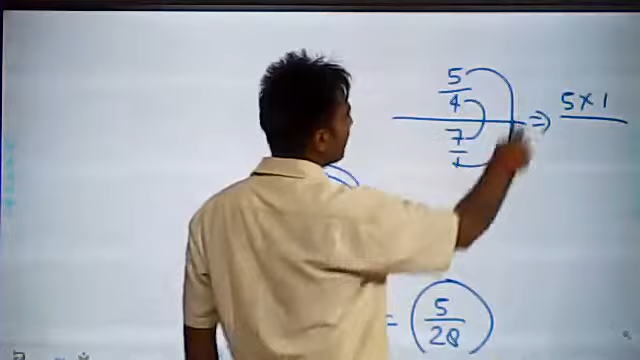 5/4
7/1
⇒ 5 × 1
= 5/28